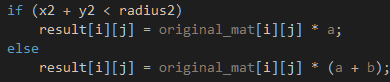 if (x2 + y2 < radius2)
result[i][j] = original_mat[i][j] * a;
else
result[i][j] = original_mat[i][j] * (a + b);